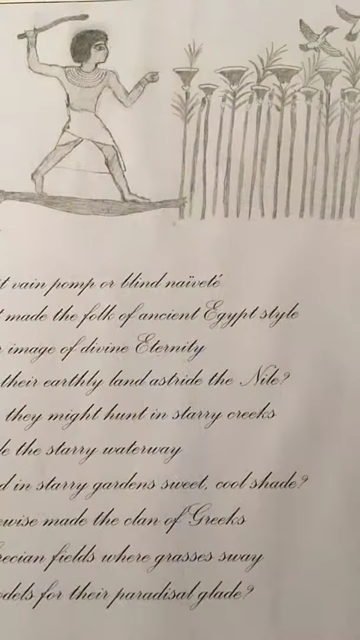 t vain pomp or blind naïveté
t made the folk of ancient Egypt style
r image of divine Eternity
their earthly land astride the Nile?
they might hunt in starry creeks
le the starry waterway
d in starry gardens sweet, cool shade?
ewise made the clan of Greeks
recian fields where grasses sway
odels for their paradisal glade?